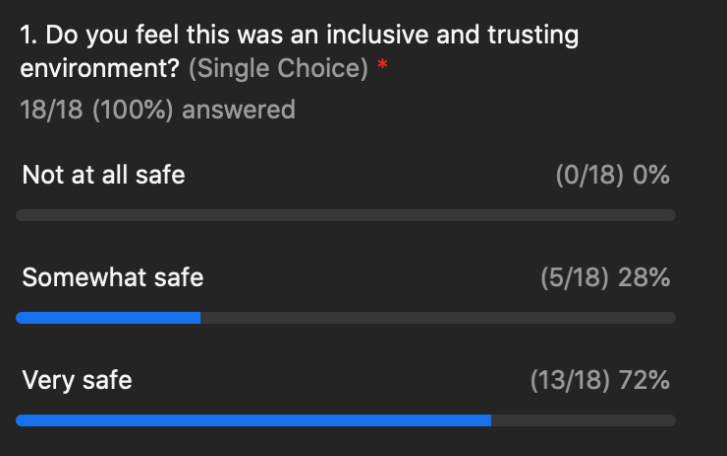 1. Do you feel this was an inclusive and trusting
environment? (Single Choice) *
18/18 (100%) answered
Not at all safe (0/18) 0%
Somewhat safe (5/18) 28%
Very safe (13/18) 72%